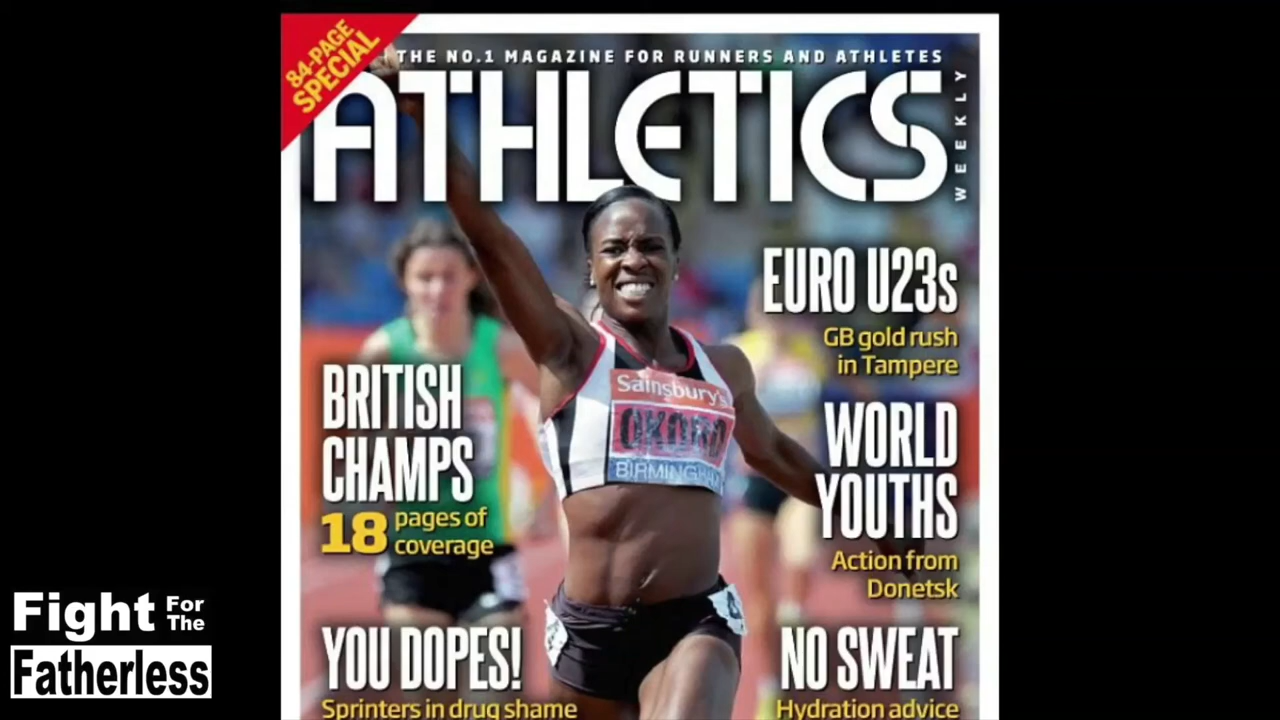 84-PAGE
SPECIAL
THE NO.1 MAGAZINE FOR RUNNERS AND ATHLETES
ATHLETICS
WEEKLY
EURO U23s
GB gold rush
in Tampere
Sainsbury's
OKORO
BIRMINGHAM
BRITISH
CHAMPS
18 pages of
coverage
WORLD
YOUTHS
Action from
Donetsk
YOU DOPES!
Sprinters in drug shame
NO SWEAT
Hydration advice
Fight For The
Fatherless